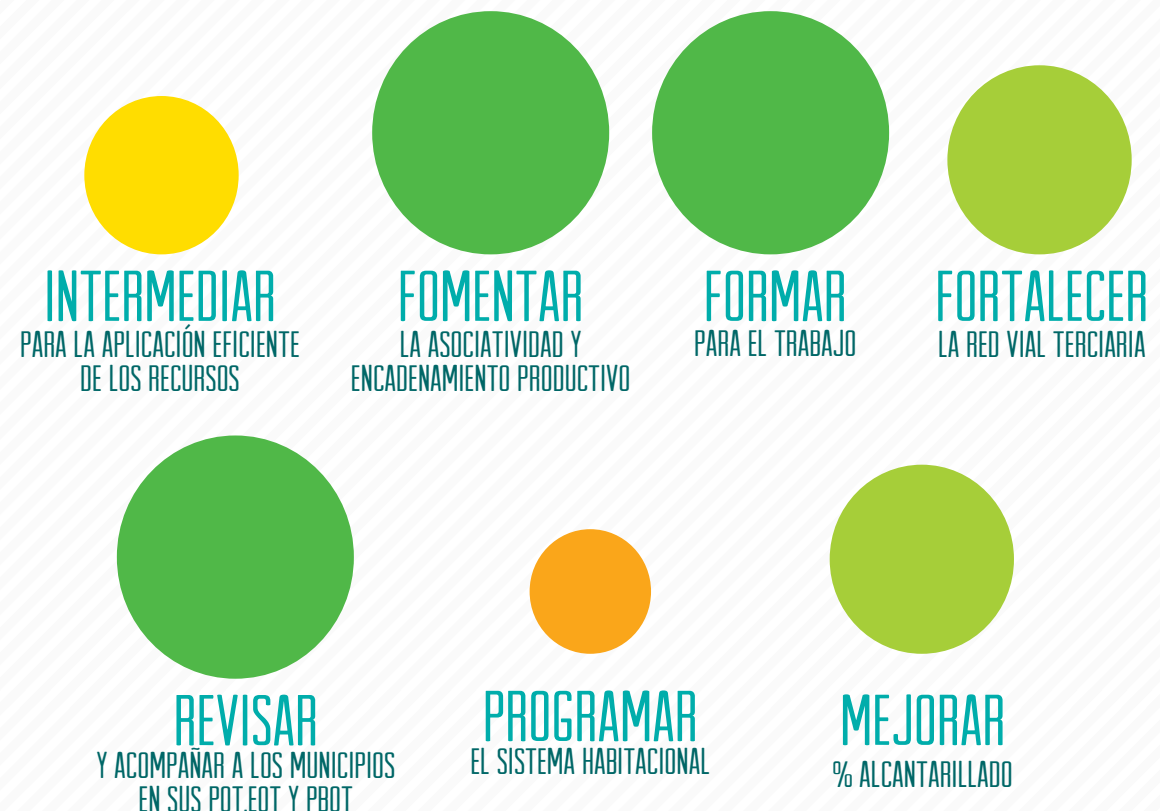 INTERMEDIAR
PARA LA APLICACIÓN EFICIENTE
DE LOS RECURSOS
FOMENTAR
LA ASOCIATIVIDAD Y
ENCADENAMIENTO PRODUCTIVO
FORMAR
PARA EL TRABAJO
FORTALECER
LA RED VIAL TERCIARIA
REVISAR
Y ACOMPAÑAR A LOS MUNICIPIOS
EN SUS POT,EOT Y PBOT
PROGRAMAR
EL SISTEMA HABITACIONAL
MEJORAR
% ALCANTARILLADO